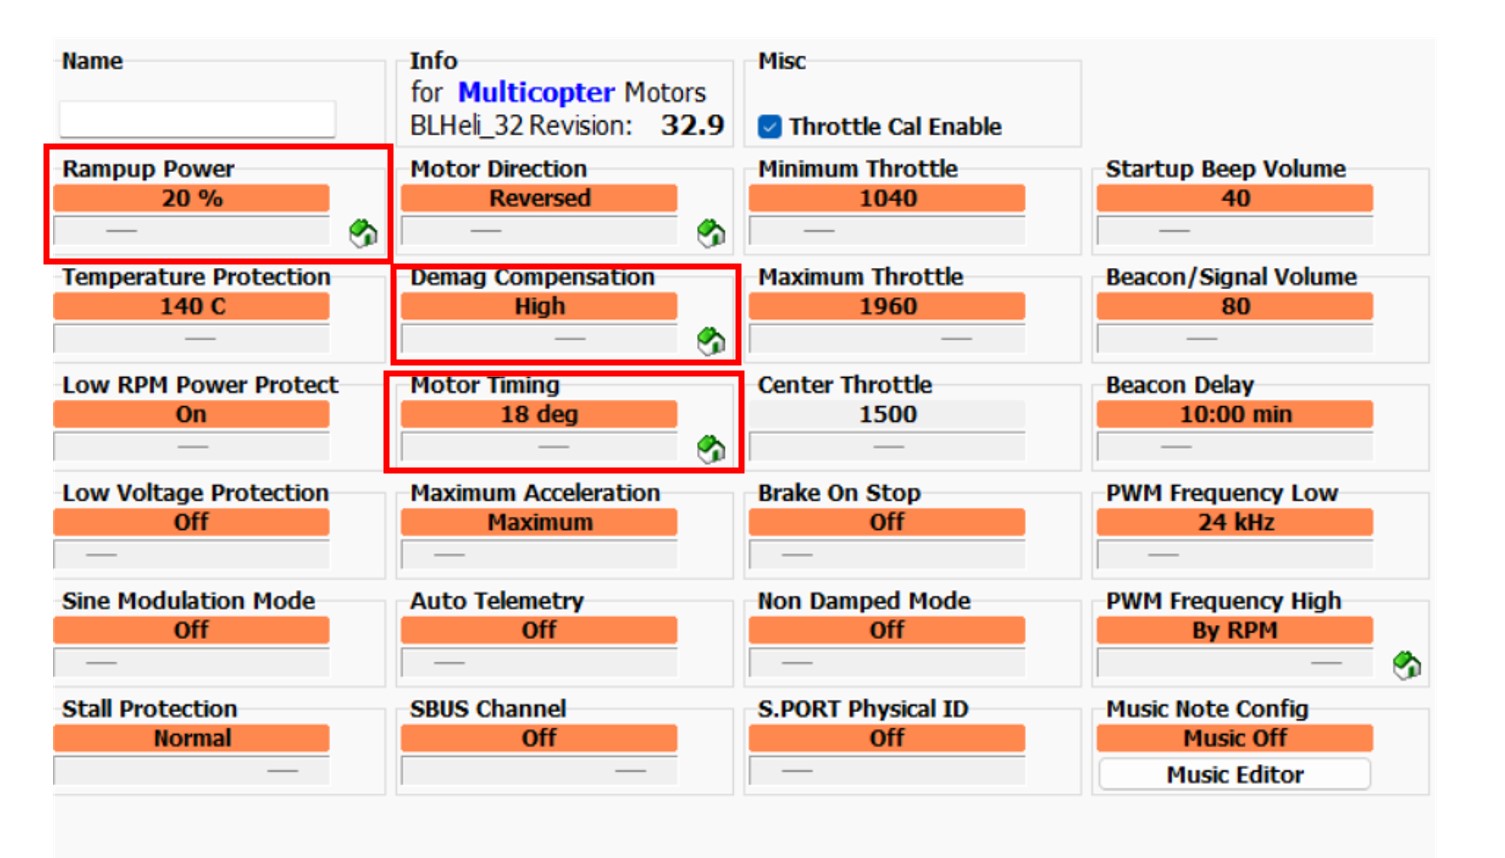 Name
Info
for Multicopter Motors
BLHeli_32 Revision: 32.9
Misc
Throttle Cal Enable
Rampup Power
20 %
Motor Direction
Reversed
Minimum Throttle
1040
Startup Beep Volume
40
Temperature Protection
140 C
Demag Compensation
High
Maximum Throttle
1960
Beacon/Signal Volume
80
Low RPM Power Protect
On
Motor Timing
18 deg
Center Throttle
1500
Beacon Delay
10:00 min
Low Voltage Protection
Off
Maximum Acceleration
Maximum
Brake On Stop
Off
PWM Frequency Low
24 kHz
Sine Modulation Mode
Off
Auto Telemetry
Off
Non Damped Mode
Off
PWM Frequency High
By RPM
Stall Protection
Normal
SBUS Channel
Off
S.PORT Physical ID
Off
Music Note Config
Music Off
Music Editor